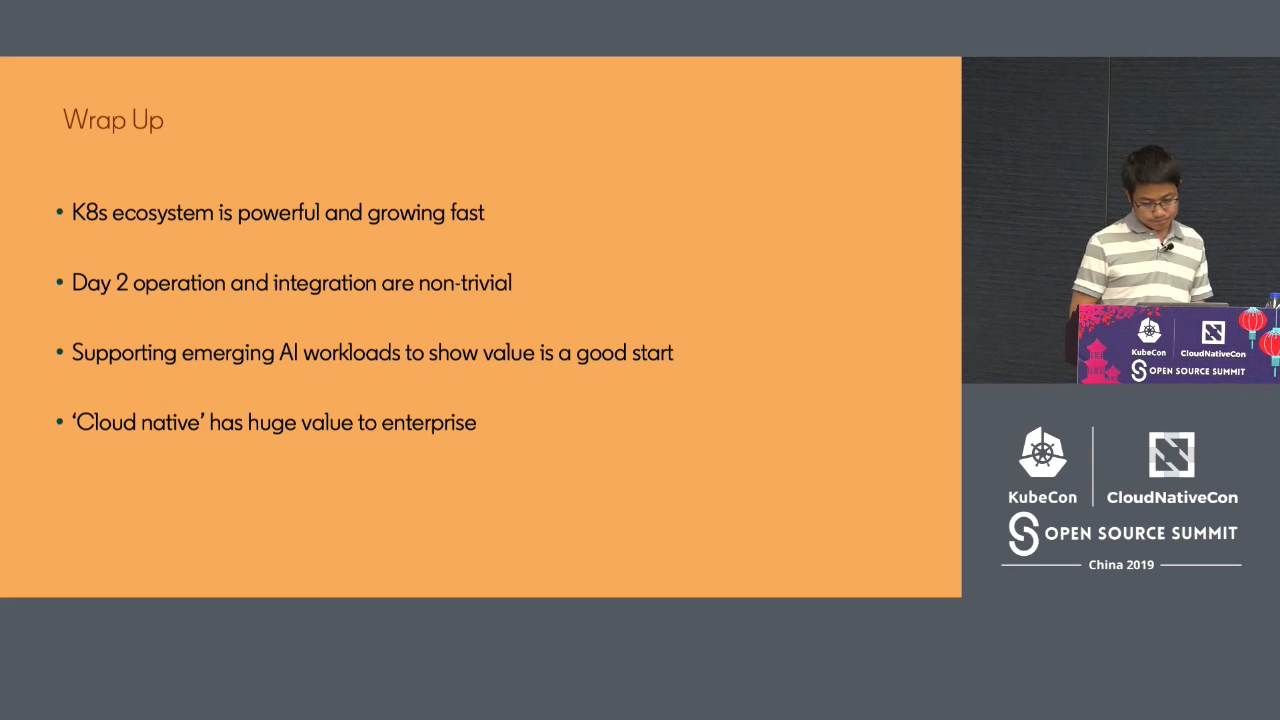 Wrap Up
• K8s ecosystem is powerful and growing fast
• Day 2 operation and integration are non-trivial
• Supporting emerging AI workloads to show value is a good start
• ‘Cloud native’ has huge value to enterprise
KubeCon
CloudNativeCon
OPEN SOURCE SUMMIT
KubeCon
CloudNativeCon
OPEN SOURCE SUMMIT
China 2019